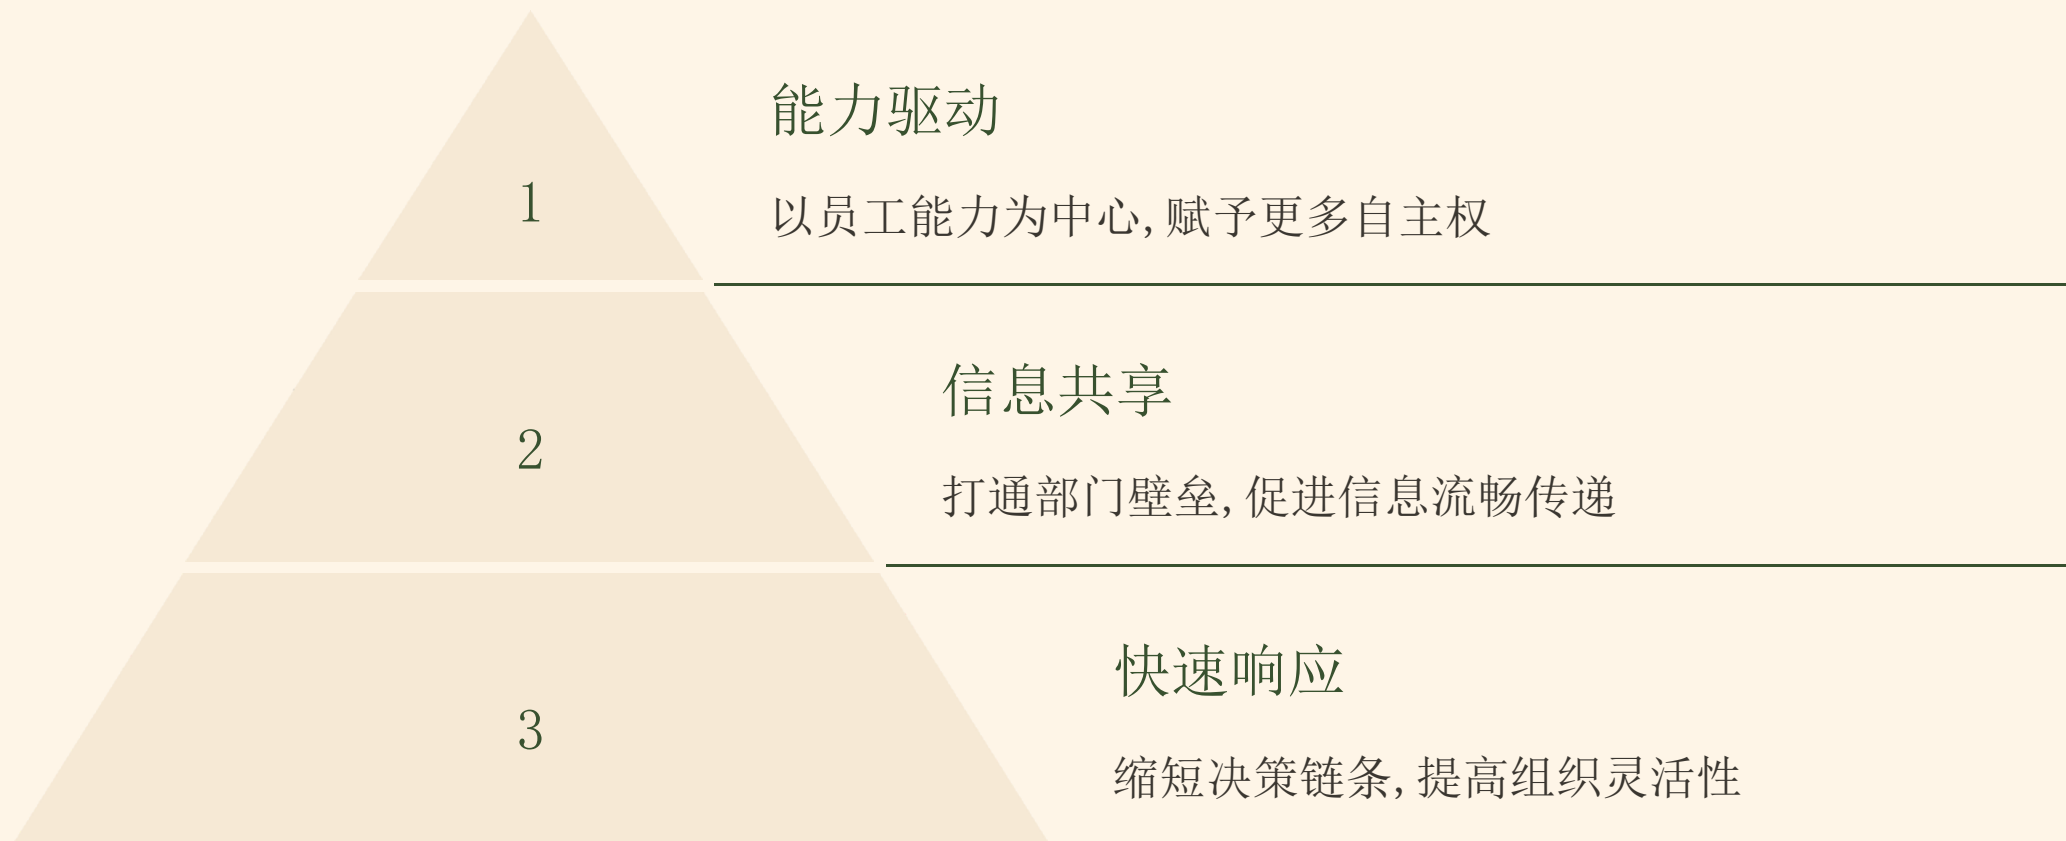 能力驱动
1
以员工能力为中心,赋予更多自主权
信息共享
2
打通部门壁垒,促进信息流畅传递
快速响应
3
缩短决策链条,提高组织灵活性